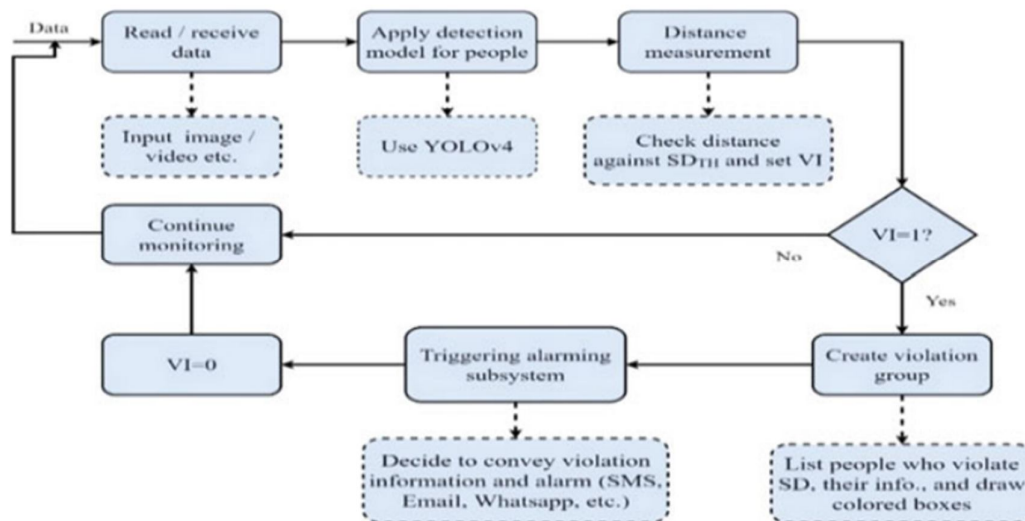 Data
Read / receive
data
Apply detection
model for people
Distance
measurement
Input image /
video etc.
Use YOLOv4
Check distance
against SDTH and set VI
Continue
monitoring
VI=1?
No
Yes
VI=0
Triggering alarming
subsystem
Create violation
group
Decide to convey violation
information and alarm (SMS,
Email, Whatsapp, etc.)
List people who violate
SD, their info., and draw
colored boxes